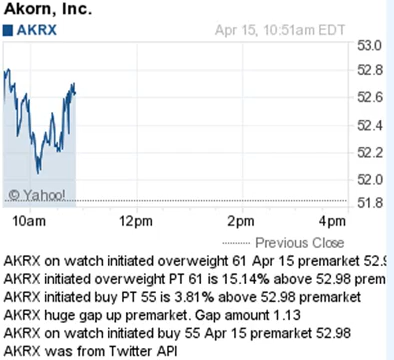 Akorn, Inc.
AKRX Apr 15, 10:51am EDT
53.0
52.8
52.6
52.4
52.2
52.0
51.8
© Yahoo!
10am 12pm 2pm 4pm
Previous Close
AKRX on watch initiated overweight 61 Apr 15 premarket 52.9
AKRX initiated overweight PT 61 is 15.14% above 52.98 prem
AKRX initiated buy PT 55 is 3.81% above 52.98 premarket
AKRX huge gap up premarket. Gap amount 1.13
AKRX on watch initiated buy 55 Apr 15 premarket 52.98
AKRX was from Twitter API